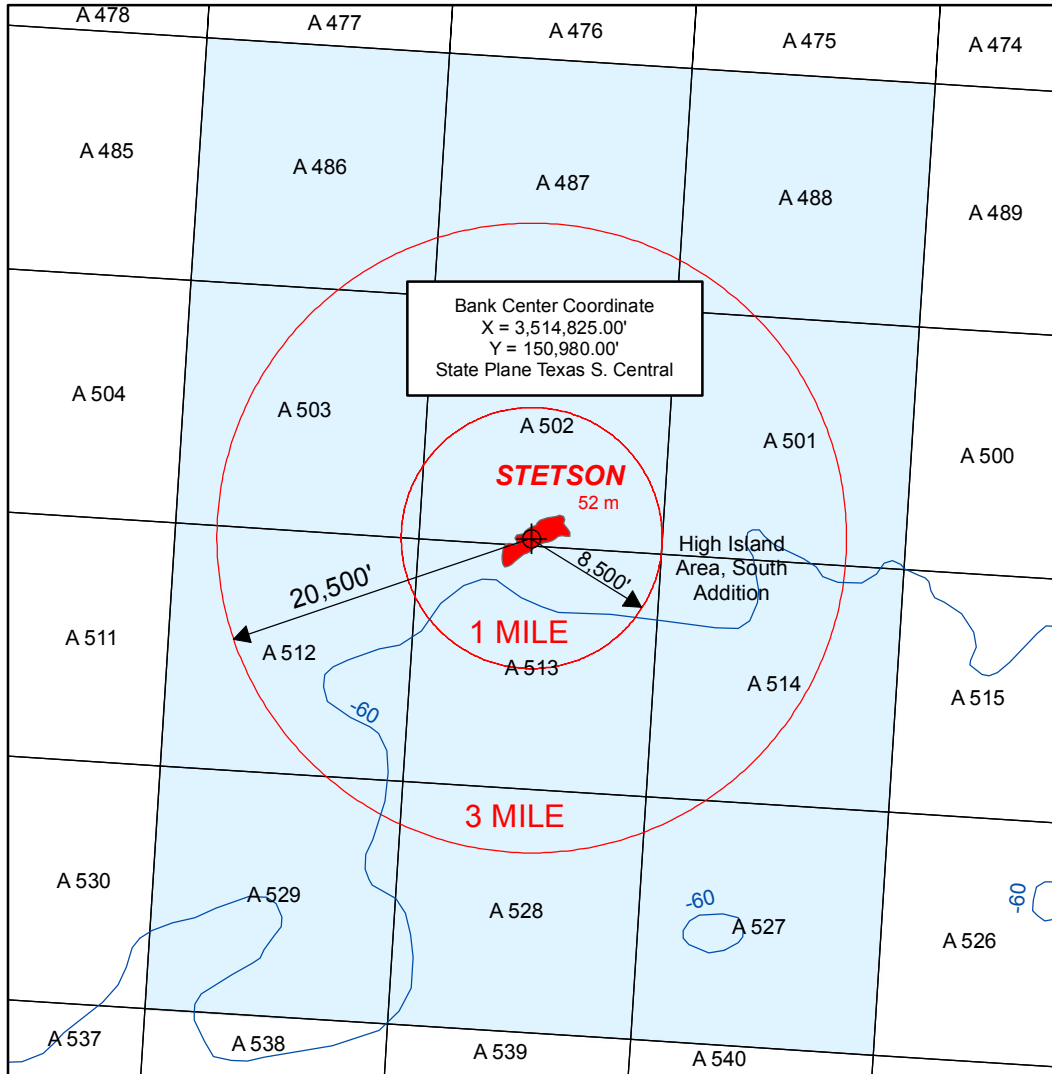 A 478
A 477
A 476
A 475
A 474
A 485
A 486
A 487
A 488
A 489
Bank Center Coordinate
X = 3,514,825.00'
Y = 150,980.00'
State Plane Texas S. Central
A 504
A 503
A 502
A 501
A 500
STETSON
52 m
High Island
Area, South
Addition
8,500'
20,500'
1 MILE
A 511
A 512
A 513
A 514
A 515
-60
3 MILE
A 530
A 529
A 528
-60
A 527
-60
A 526
A 537
A 538
A 539
A 540